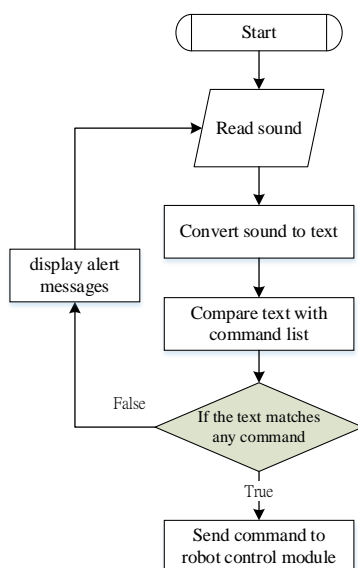 Start
Read sound
Convert sound to text
display alert
messages
Compare text with
command list
False
If the text matches
any command
True
Send command to
robot control module